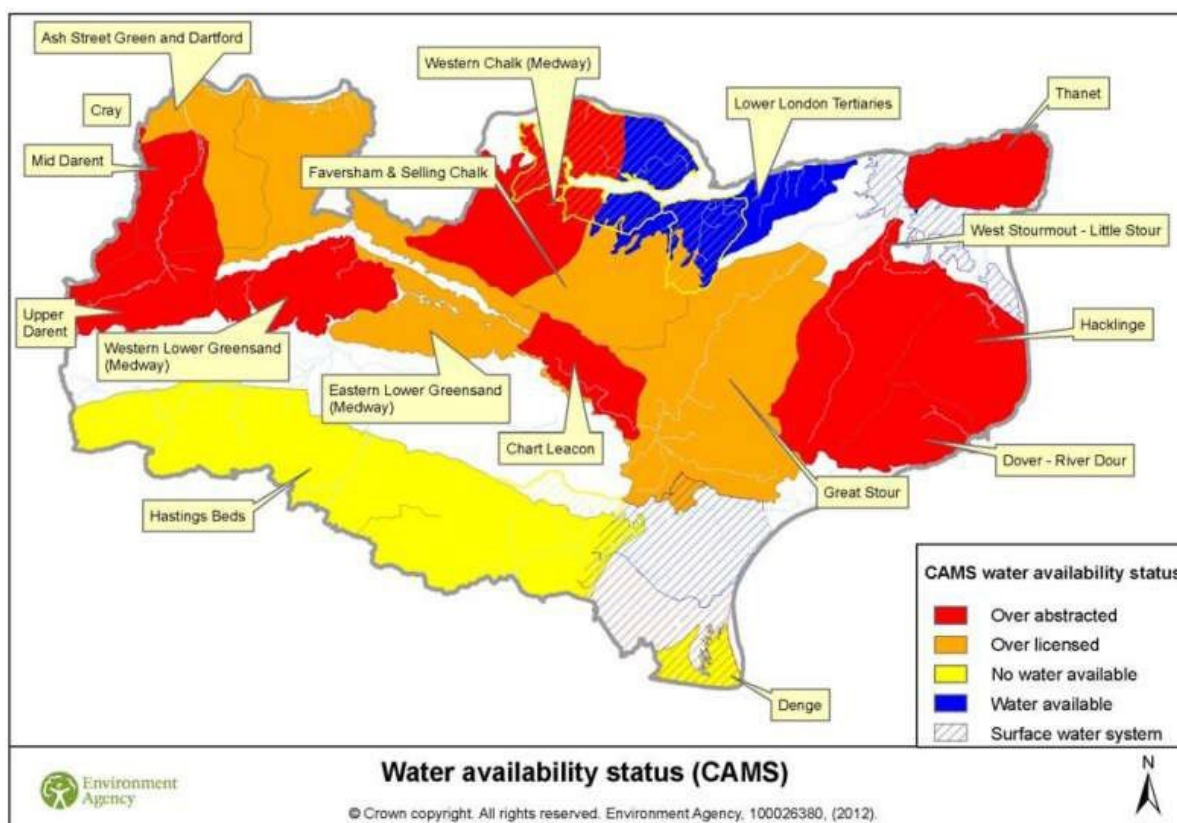 Ash Street Green and Dartford
Western Chalk (Medway)
Lower London Tertiaries
Thanet
Cray
Mid Darent
Faversham & Selling Chalk
West Stourmout - Little Stour
Upper
Darent
Western Lower Greensand
(Medway)
Hacklinge
Eastern Lower Greensand
(Medway)
Chart Leacon
Dover - River Dour
Great Stour
Hastings Beds
Denge
CAMS water availability status
Over abstracted
Over licensed
No water available
Water available
Surface water system
Environment
Agency
Water availability status (CAMS)
© Crown copyright. All rights reserved. Environment Agency, 100026380, (2012).
N